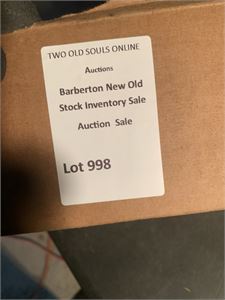 TWO OLD SOULS ONLINE
Auctions
Barberton New Old
Stock Inventory Sale
Auction Sale
Lot 998